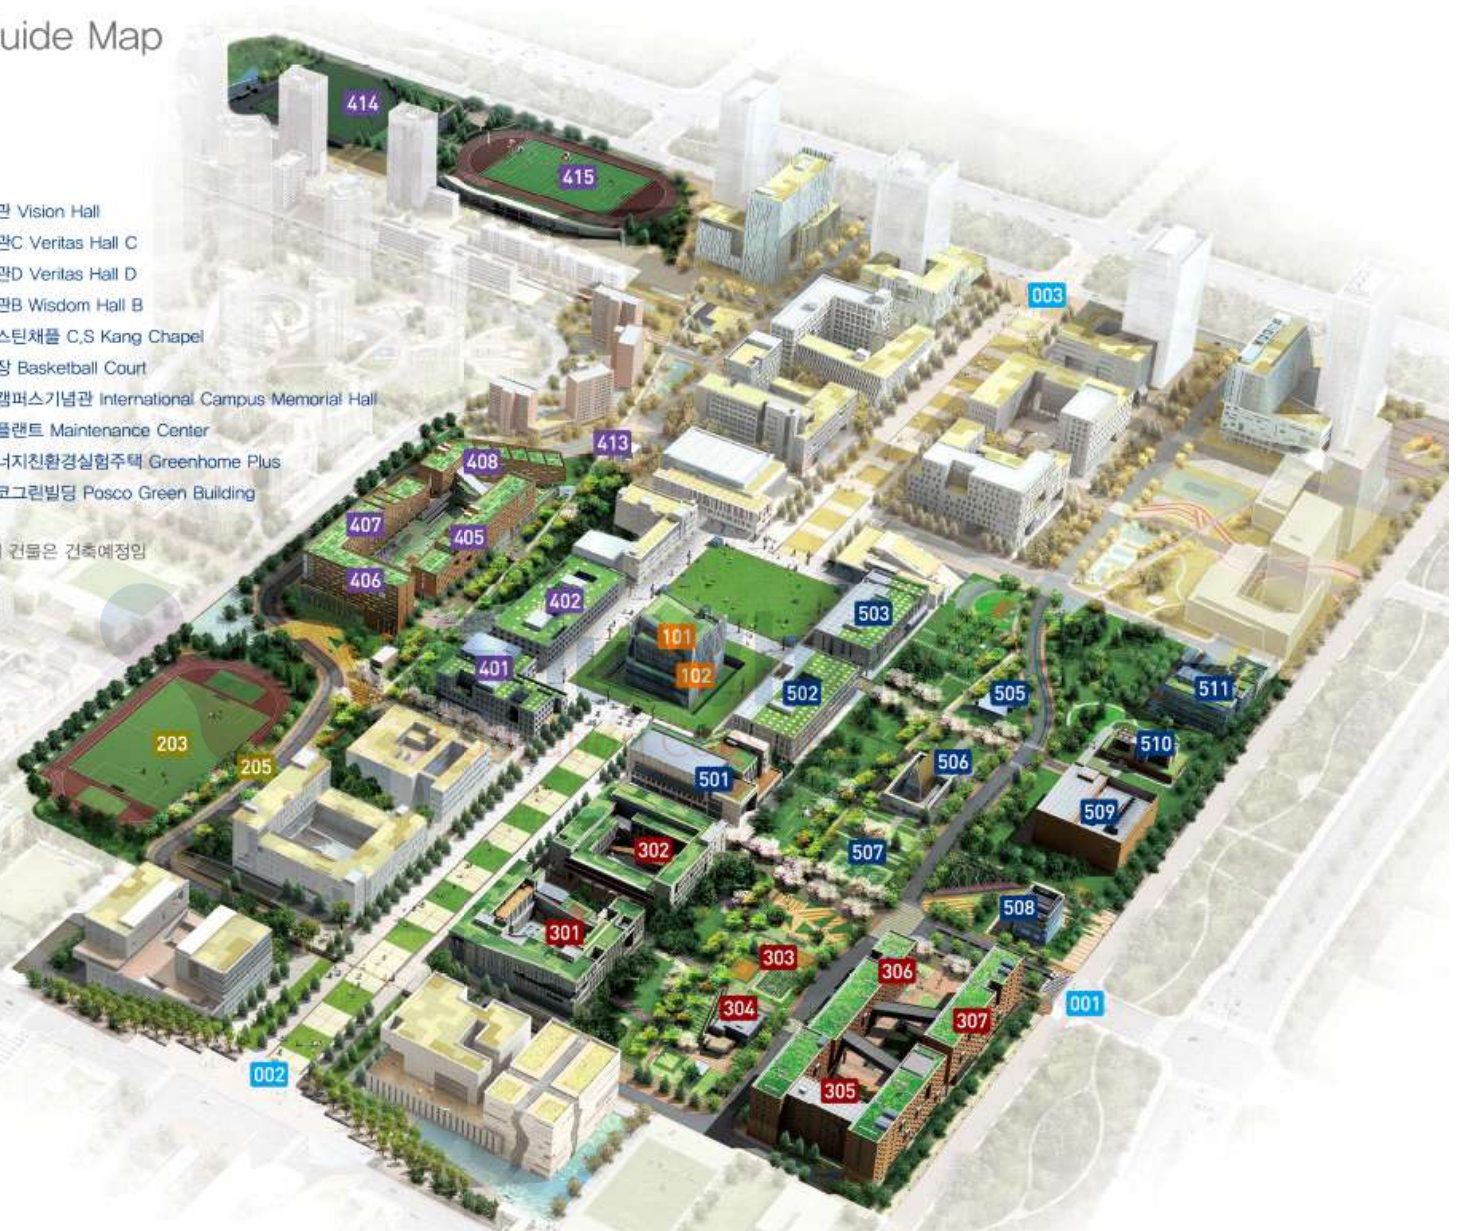 uide Map
관 Vision Hall
관C Veritas Hall C
관D Veritas Hall D
관B Wisdom Hall B
스틴채플 C.S Kang Chapel
장 Basketball Court
캠퍼스기념관 International Campus Memorial Hall
플랜트 Maintenance Center
너지친환경실험주택 Greenhome Plus
코그린빌딩 Posco Green Building
건물은 건축예정임
414
415
003
413
408
407
405
406
402
503
101
401
102
502
505
511
203
205
510
501
506
509
302
507
508
301
303
306
304
001
307
002
305